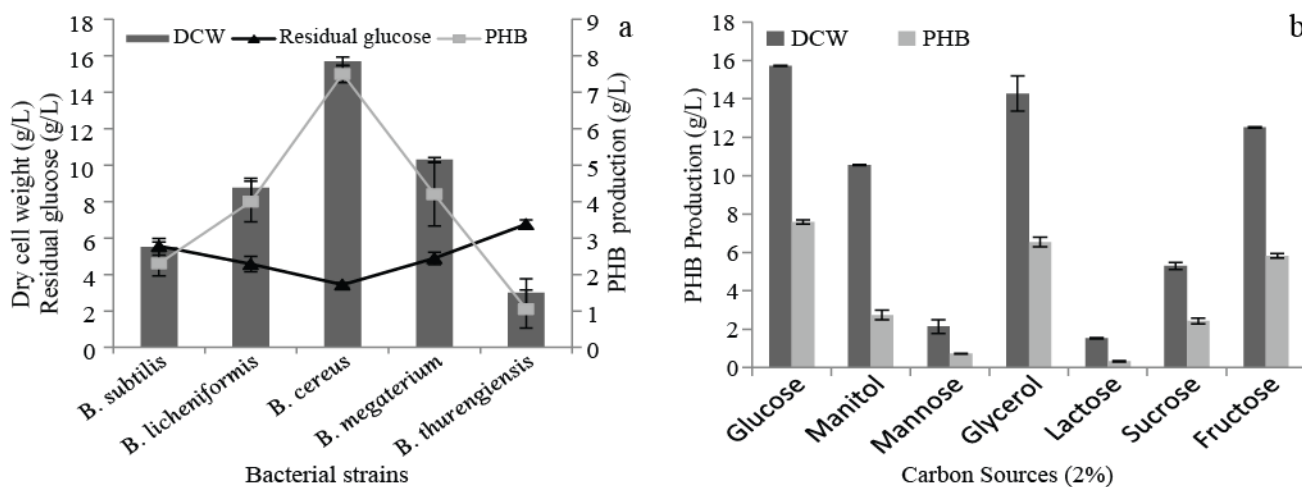 a
DCW Residual glucose PHB
Dry cell weight (g/L)
Residual glucose (g/L)
18
16
14
12
10
8
6
4
2
0
9
8
7
6
5
4
3
2
1
0
PHB production (g/L)
B. subtilis
B. licheniformis
B. cereus
B. megaterium
B. thurengiensis
Bacterial strains
b
DCW PHB
PHB Production (g/L)
18
16
14
12
10
8
6
4
2
0
Glucose
Manitol
Mannose
Glycerol
Lactose
Sucrose
Fructose
Carbon Sources (2%)